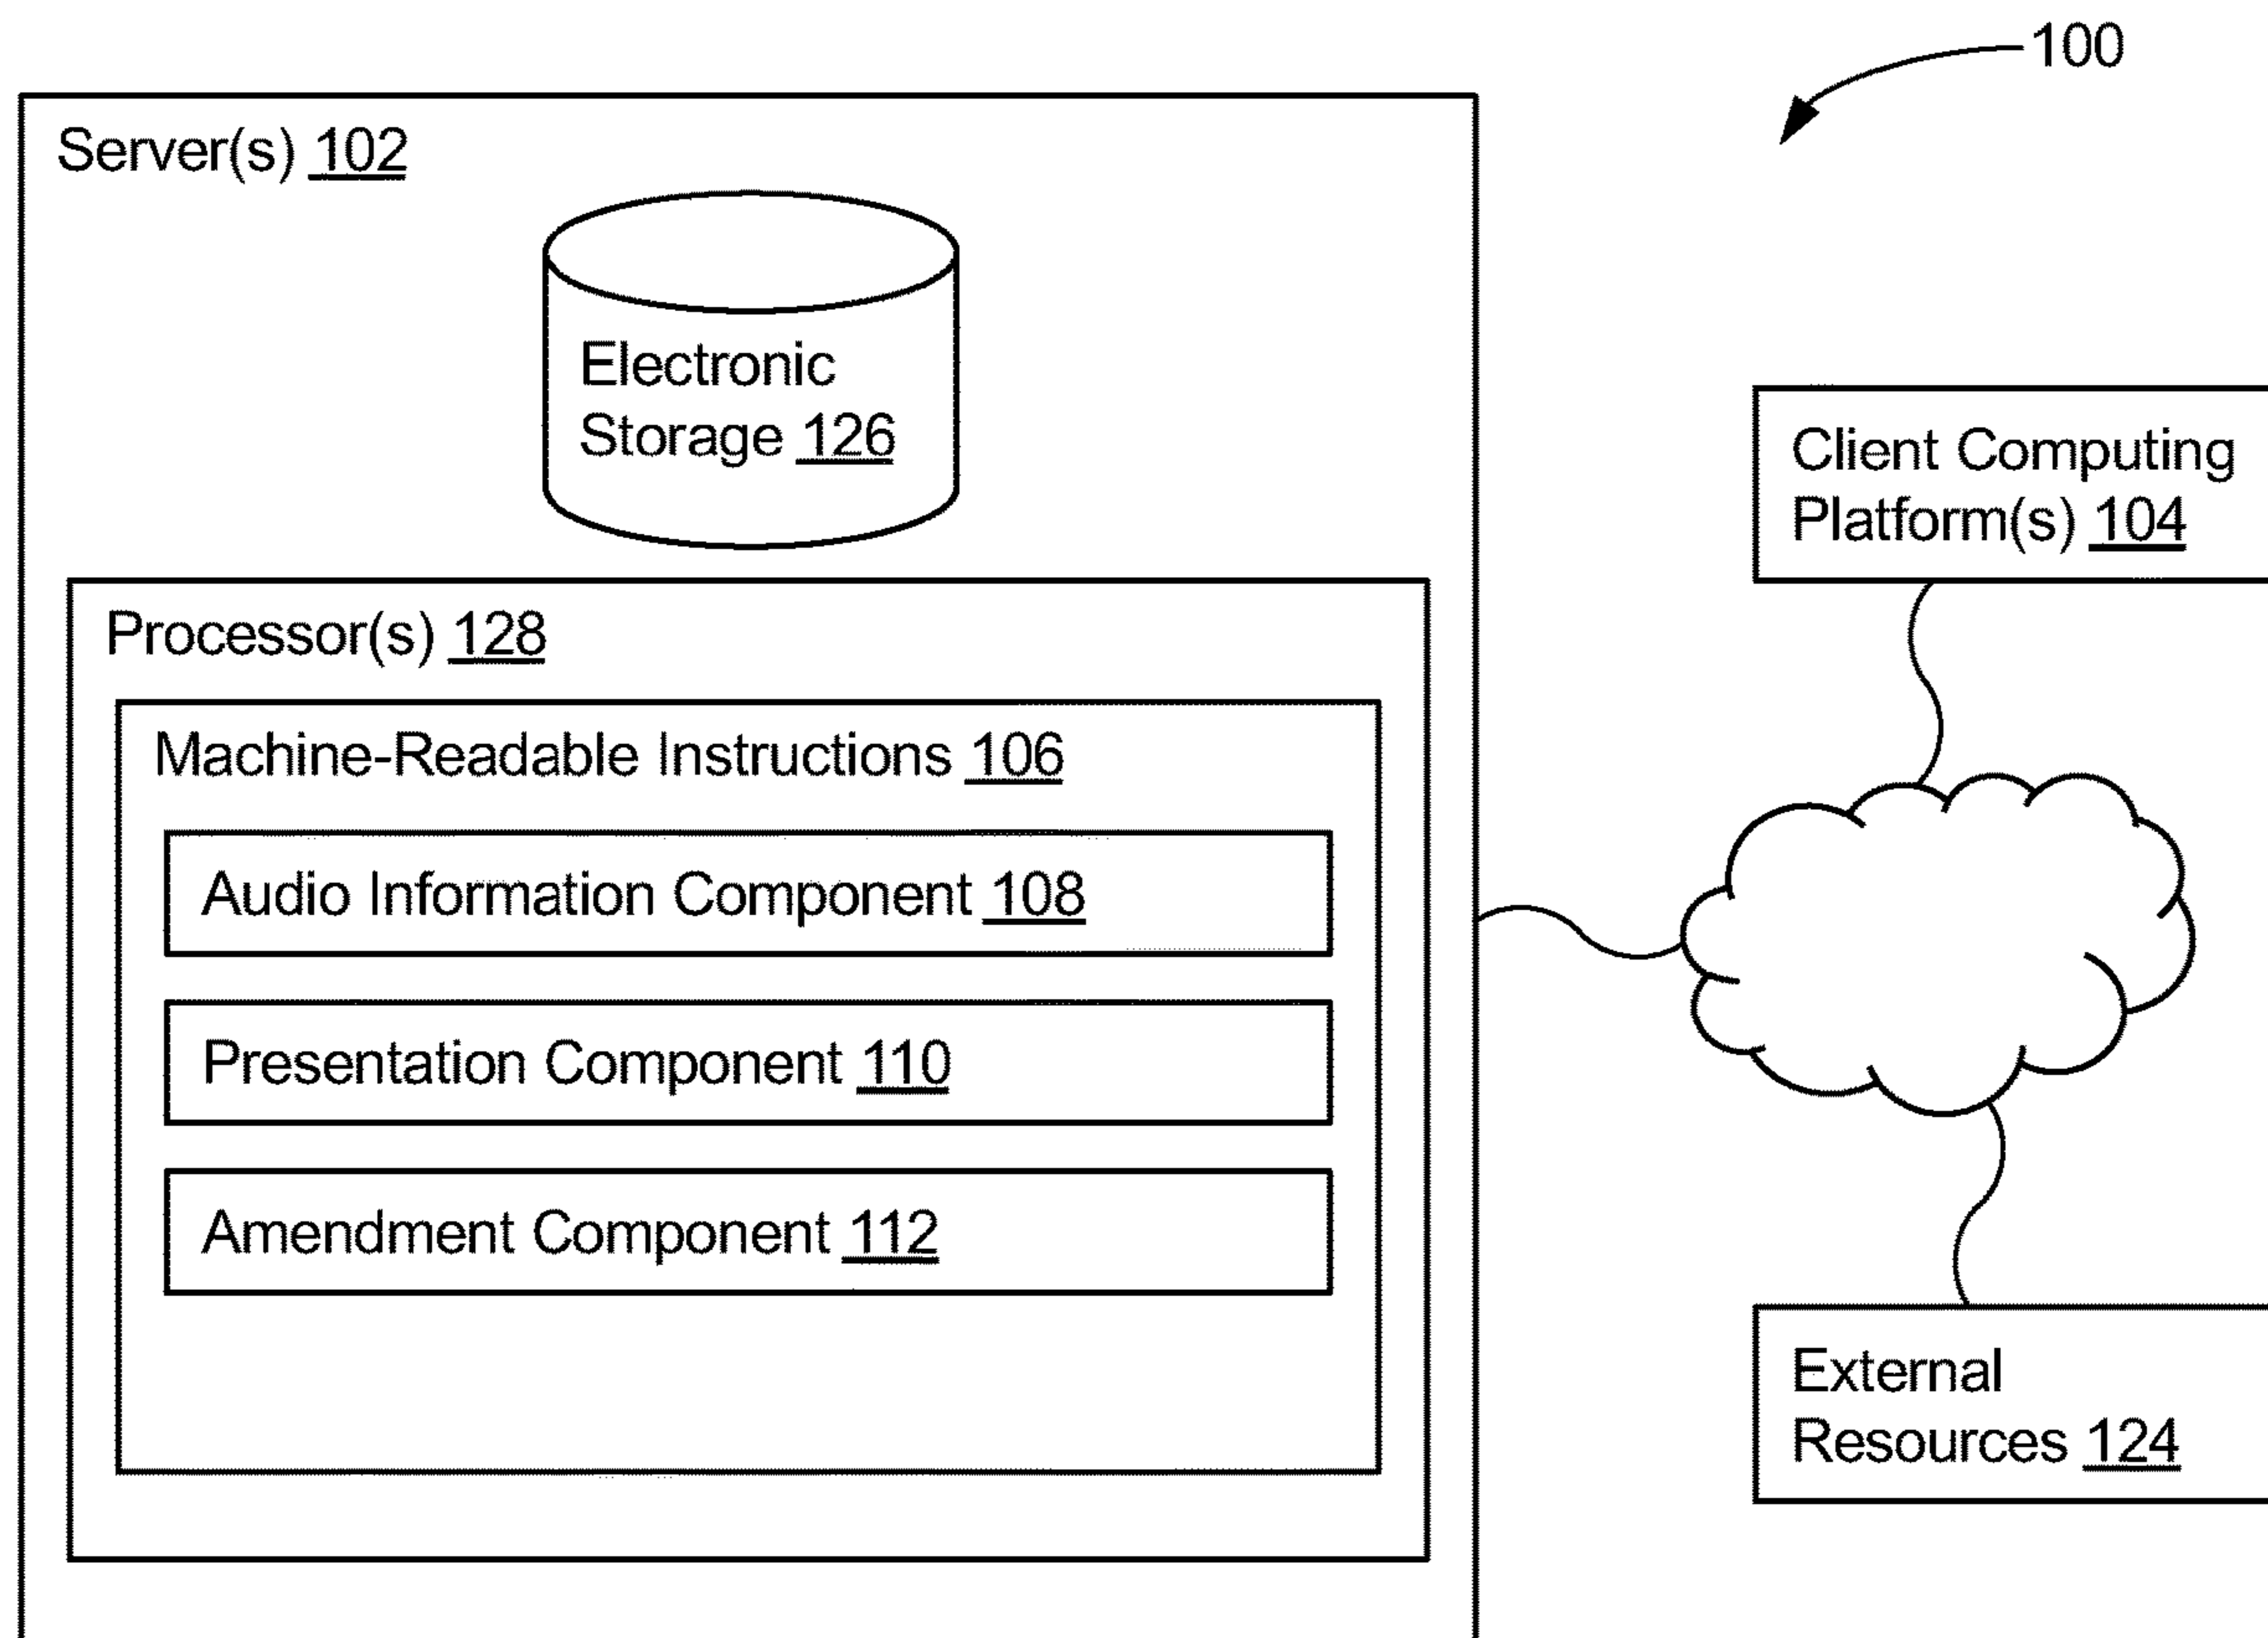 100
Server(s) 102
Electronic
Storage 126
Processor(s) 128
Machine-Readable Instructions 106
Audio Information Component 108
Presentation Component 110
Amendment Component 112
Client Computing
Platform(s) 104
External
Resources 124